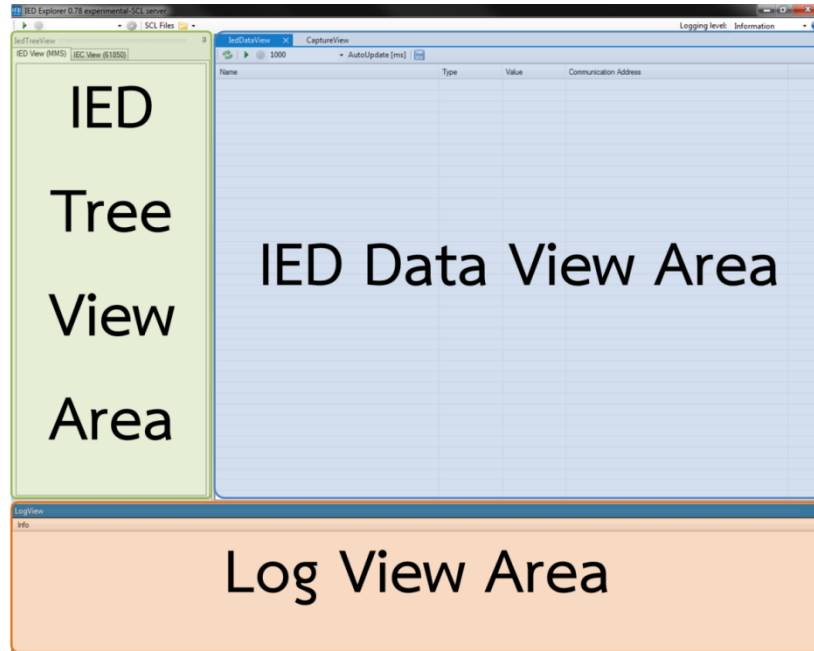 IED Explorer 0.78 experimental-SCL server
SCL Files
Logging level: Information
IedTreeView
IED View (MMS) IEC View (61850)
IED
Tree
View
Area
IedDataView CaptureView
1000 AutoUpdate [ms]
Name Type Value Communication Address
IED Data View Area
LogView
Info
Log View Area